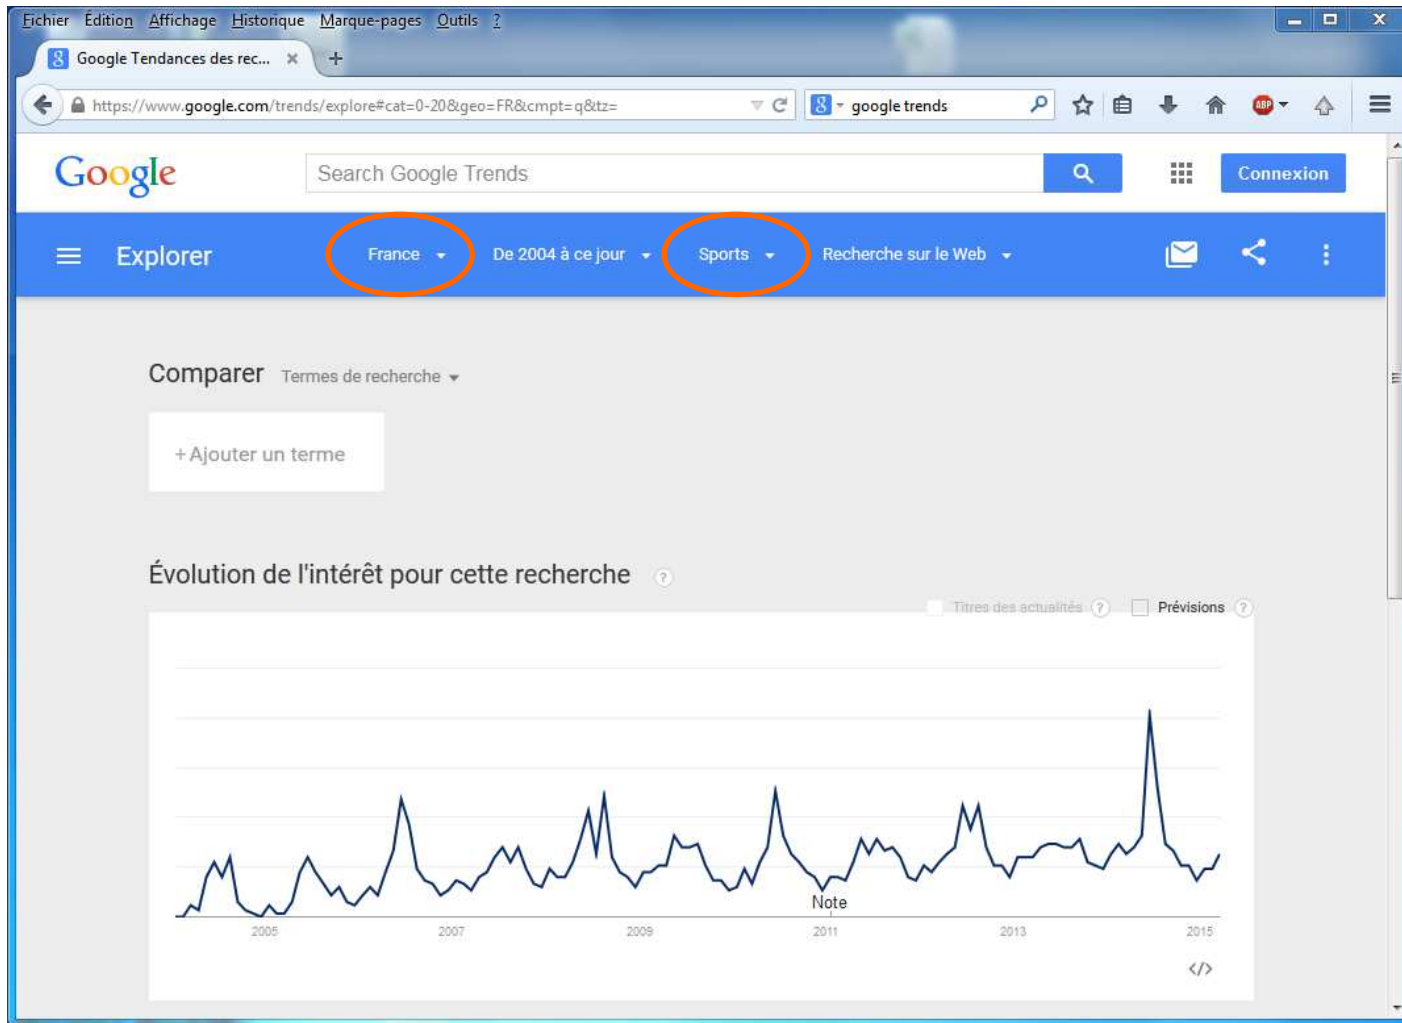 Fichier Édition Affichage Historique Marque-pages Outils ?
Google Tendances des rec...
https://www.google.com/trends/explore#cat=0-20&geo=FR&cmpt=q&tz=
google trends
ABP
Google
Search Google Trends
Connexion
Explorer
France
De 2004 à ce jour
Sports
Recherche sur le Web
Comparer
Termes de recherche
+ Ajouter un terme
Évolution de l'intérêt pour cette recherche ?
Titres des actualités ?
Prévisions ?
Note
2005 2007 2009 2011 2013 2015
</>